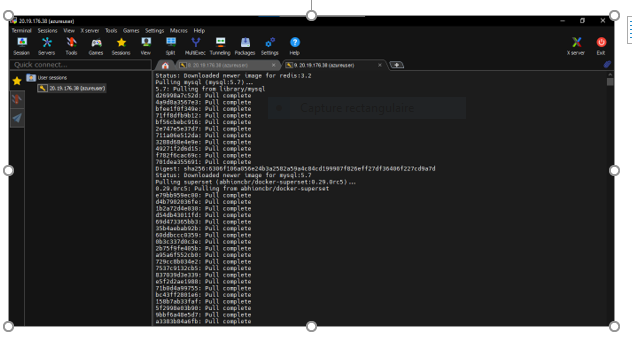 20.19.176.38 (azureuser)
Terminal Sessions View X server Tools Games Settings Macros Help
Session Servers Tools Games Sessions View Split MultiExec Tunneling Packages Settings Help X server Exit
Quick connect...
8. 20.19.176.38 (azureuser)
9. 20.19.176.38 (azureuser)
User sessions
20.19.176.38 (azureuser)
Status: Downloaded newer image for redis:3.2
Pulling mysql (mysql:5.7)...
5.7: Pulling from library/mysql
d26998a7c52d: Pull complete
4a9d8a3567e3: Pull complete
bfee1f0f349e: Pull complete
71ff8dfb9b12: Pull complete
bf56cbebc916: Pull complete
2e747e5e37d7: Pull complete
711a06e512da: Pull complete
3288d68e4e9e: Pull complete
49271f2d6d15: Pull complete
f782f6cac69c: Pull complete
701dea355691: Pull complete
Digest: sha256:6306f106a056e24b3a2582a59a4c84cd199907f826eff27df36406f227cd9a7d
Status: Downloaded newer image for mysql:5.7
Pulling superset (abhioncbr/docker-superset:0.29.0rc5)...
0.29.0rc5: Pulling from abhioncbr/docker-superset
e79bb959ec00: Pull complete
d4b7902036fe: Pull complete
1b2a72d4e030: Pull complete
d54db43011fd: Pull complete
69d473365bb3: Pull complete
35b4aebab92b: Pull complete
60ddbccc0359: Pull complete
0b3c337d0c3e: Pull complete
2b75f9fe405b: Pull complete
a95a6f552cb0: Pull complete
729cc8b034e2: Pull complete
7537c9132cb5: Pull complete
837039d3e339: Pull complete
e5f2d2ae1988: Pull complete
71b0d4a99755: Pull complete
bc43ff2801e6: Pull complete
158b7ab33faf: Pull complete
5f2998e03b90: Pull complete
9bbf6a48e5d7: Pull complete
a3383b04a6fb: Pull complete
Capture rectangulaire